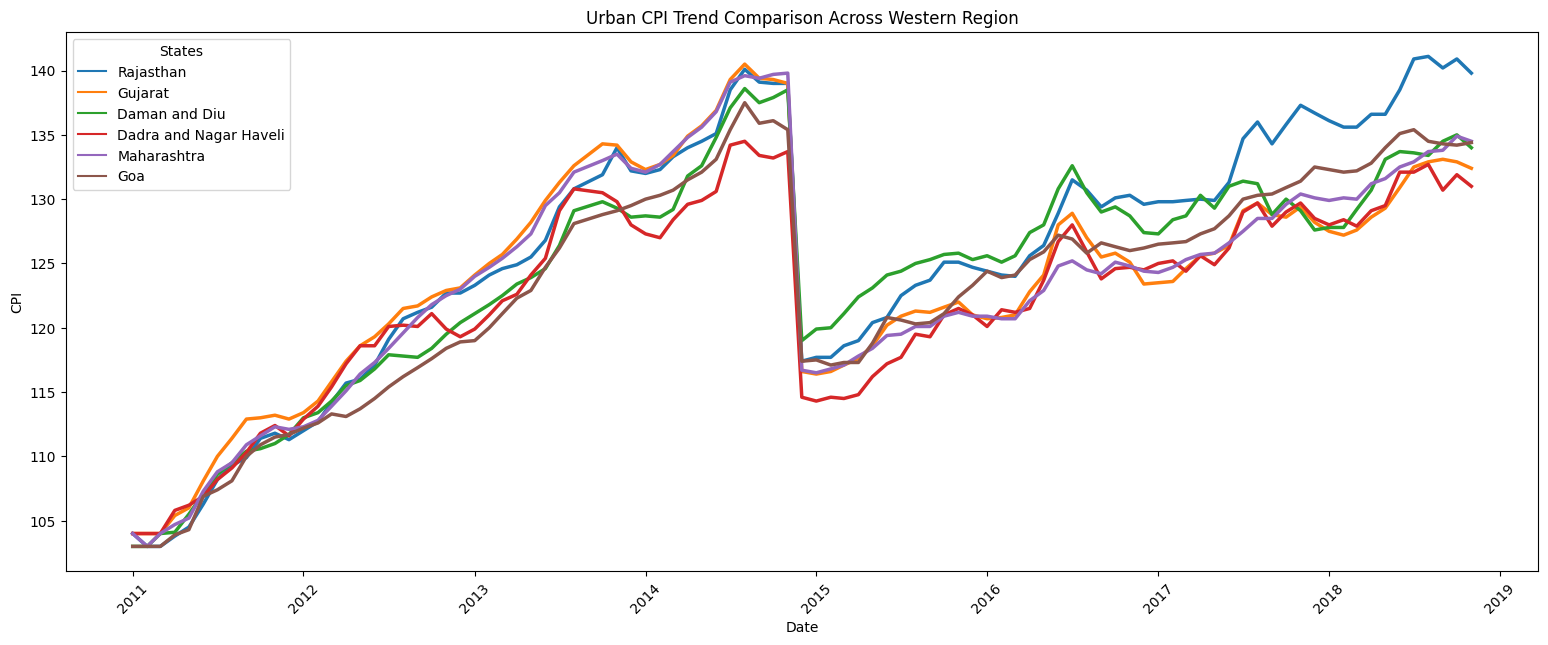 Urban CPI Trend Comparison Across Western Region
States
Rajasthan
Gujarat
Daman and Diu
Dadra and Nagar Haveli
Maharashtra
Goa
CPI
140
135
130
125
120
115
110
105
2011
2012
2013
2014
2015
2016
2017
2018
2019
Date